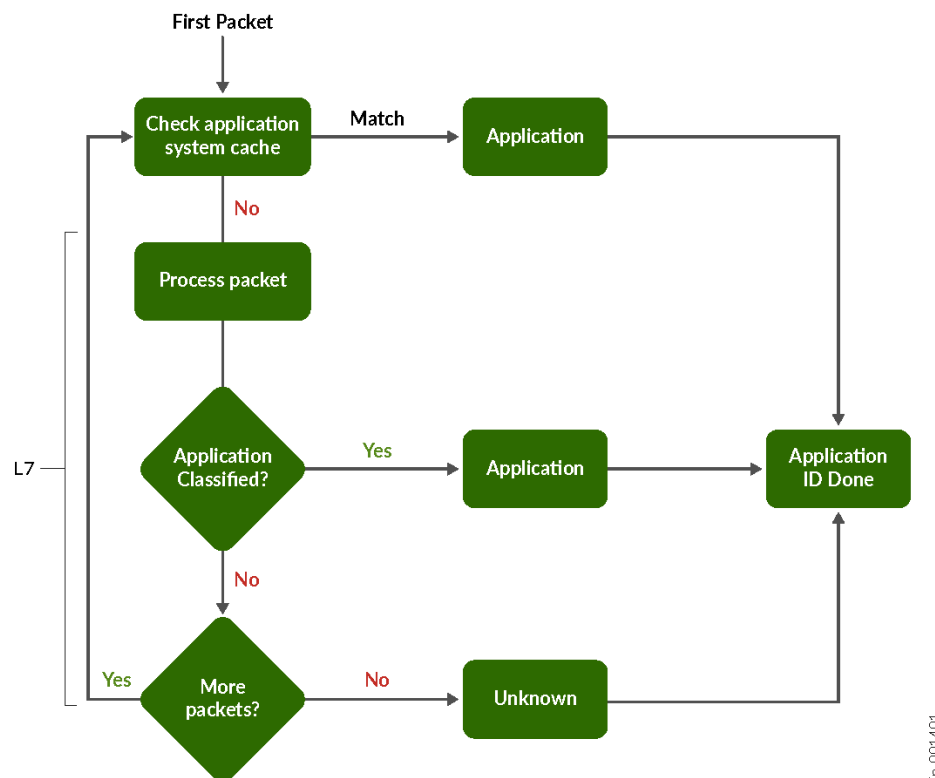 First Packet
Check application
system cache
Match
Application
No
Process packet
L7
Application
Classified?
Yes
Application
Application
ID Done
No
Yes
More
packets?
No
Unknown